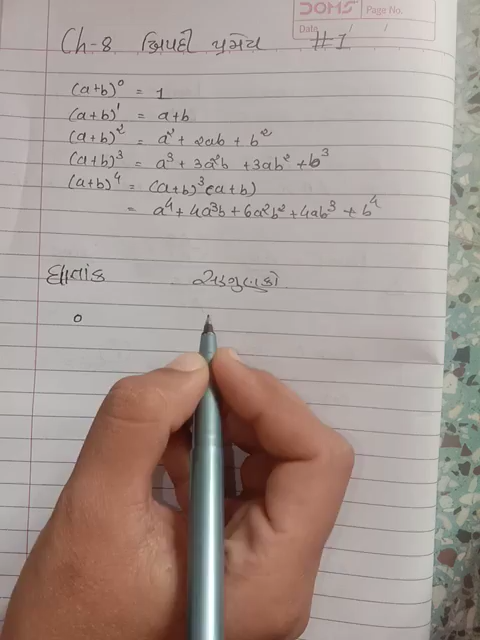 DOMS Page No.
Date / /
Ch-8 દ્વિપદી પ્રમેય #1
(a+b)⁰ = 1
(a+b)¹ = a+b
(a+b)² = a² + 2ab + b²
(a+b)³ = a³ + 3a²b + 3ab² + b³
(a+b)⁴ = (a+b)³(a+b)
= a⁴ + 4a³b + 6a²b² + 4ab³ + b⁴
ઘાતાંક સહગુણકો
0